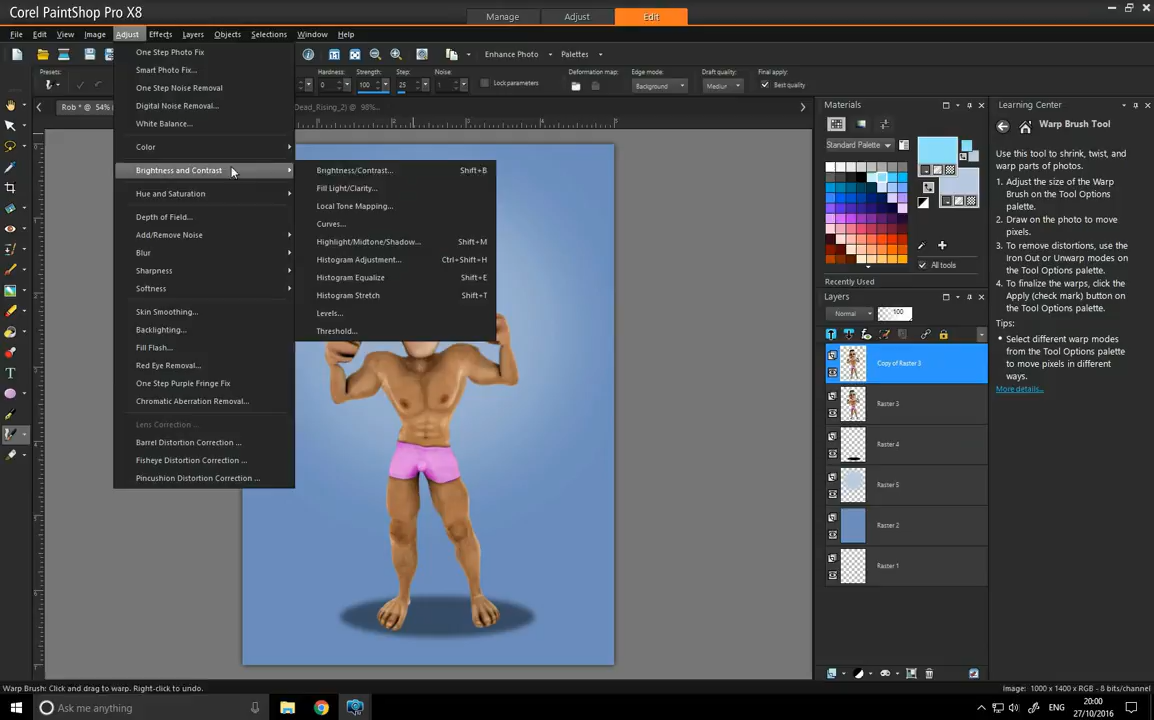 Corel PaintShop Pro X8
Manage
Adjust
Edit
File Edit View Image Adjust Effects Layers Objects Selections Window Help
Enhance Photo
Palettes
Presets:
Hardness: Strength: Step: Noise:
0 100 25 1
Lock parameters
Deformation map:
Edge mode:
Background
Draft quality:
Medium
Final apply:
Best quality
Rob * @ 54%
Dead_Rising_2) @ 98%...
One Step Photo Fix
Smart Photo Fix...
One Step Noise Removal
Digital Noise Removal...
White Balance...
Color
Brightness and Contrast
Hue and Saturation
Depth of Field...
Add/Remove Noise
Blur
Sharpness
Softness
Skin Smoothing...
Backlighting...
Fill Flash...
Red Eye Removal...
One Step Purple Fringe Fix
Chromatic Aberration Removal...
Lens Correction ...
Barrel Distortion Correction ...
Fisheye Distortion Correction ...
Pincushion Distortion Correction ...
Brightness/Contrast... Shift+B
Fill Light/Clarity...
Local Tone Mapping...
Curves...
Highlight/Midtone/Shadow... Shift+M
Histogram Adjustment... Ctrl+Shift+H
Histogram Equalize Shift+E
Histogram Stretch Shift+T
Levels...
Threshold...
Materials
Standard Palette
All tools
Recently Used
Layers
Normal
100
Copy of Raster 3
Raster 3
Raster 4
Raster 5
Raster 2
Raster 1
Learning Center
Warp Brush Tool
Use this tool to shrink, twist, and
warp parts of photos.
1. Adjust the size of the Warp
Brush on the Tool Options
palette.
2. Draw on the photo to move
pixels.
3. To remove distortions, use the
Iron Out or Unwarp modes on
the Tool Options palette.
4. To finalize the warps, click the
Apply (check mark) button on
the Tool Options palette.
Tips:
• Select different warp modes
from the Tool Options palette
to move pixels in different
ways.
More details...
Warp Brush: Click and drag to warp. Right-click to undo.
Image: 1000 x 1400 x RGB - 8 bits/channel
Ask me anything
ENG
20:00
27/10/2016